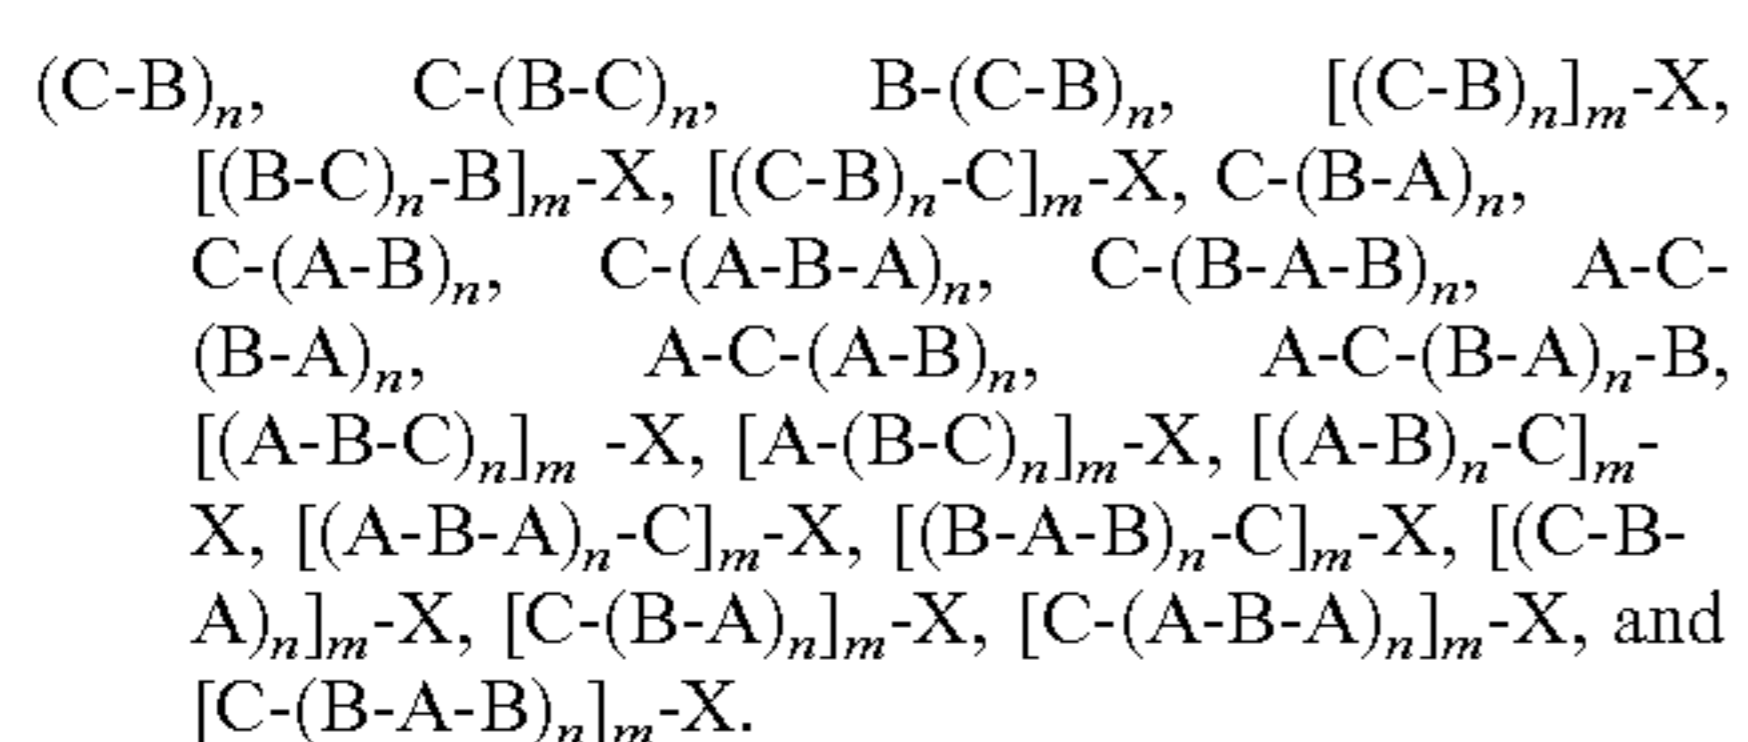 (C-B)n, C-(B-C)n, B-(C-B)n, [(C-B)n]m-X,
[(B-C)n-B]m-X, [(C-B)n-C]m-X, C-(B-A)n,
C-(A-B)n, C-(A-B-A)n, C-(B-A-B)n, A-C-
(B-A)n, A-C-(A-B)n, A-C-(B-A)n-B,
[(A-B-C)n]m -X, [A-(B-C)n]m-X, [(A-B)n-C]m-
X, [(A-B-A)n-C]m-X, [(B-A-B)n-C]m-X, [(C-B-
A)n]m-X, [C-(B-A)n]m-X, [C-(A-B-A)n]m-X, and
[C-(B-A-B)n]m-X.